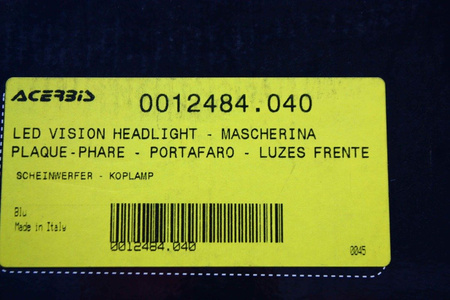 ACERBIS 0012484.040
LED VISION HEADLIGHT - MASCHERINA
PLAQUE-PHARE - PORTAFARO - LUZES FRENTE
SCHEINWERFER - KOPLAMP
Blu
Made in Italy
0012484.040
0045